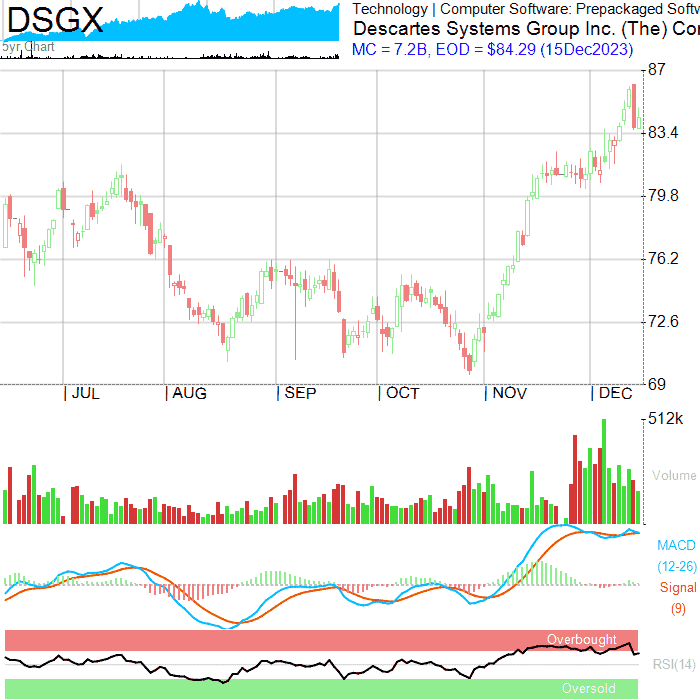 DSGX
5yr. Chart
Technology | Computer Software: Prepackaged Softw
Descartes Systems Group Inc. (The) Cor
MC = 7.2B, EOD = $84.29 (15Dec2023)
87
83.4
79.8
76.2
72.6
69
| JUL | AUG | SEP | OCT | NOV | DEC
512k
Volume
MACD
(12-26)
Signal
(9)
Overbought
RSI(14)
Oversold